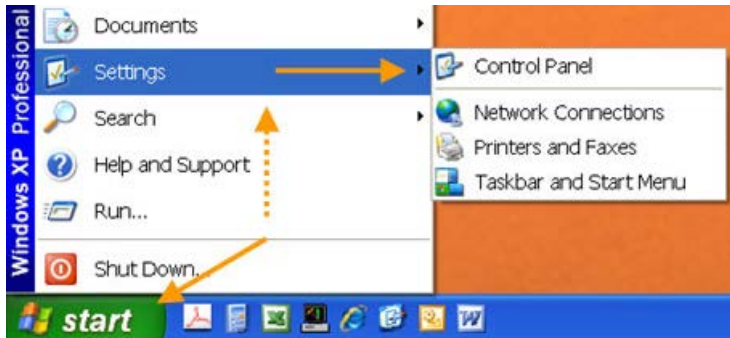 Windows XP Professional
Documents
Settings
Search
Help and Support
Run...
Shut Down...
Control Panel
Network Connections
Printers and Faxes
Taskbar and Start Menu
start